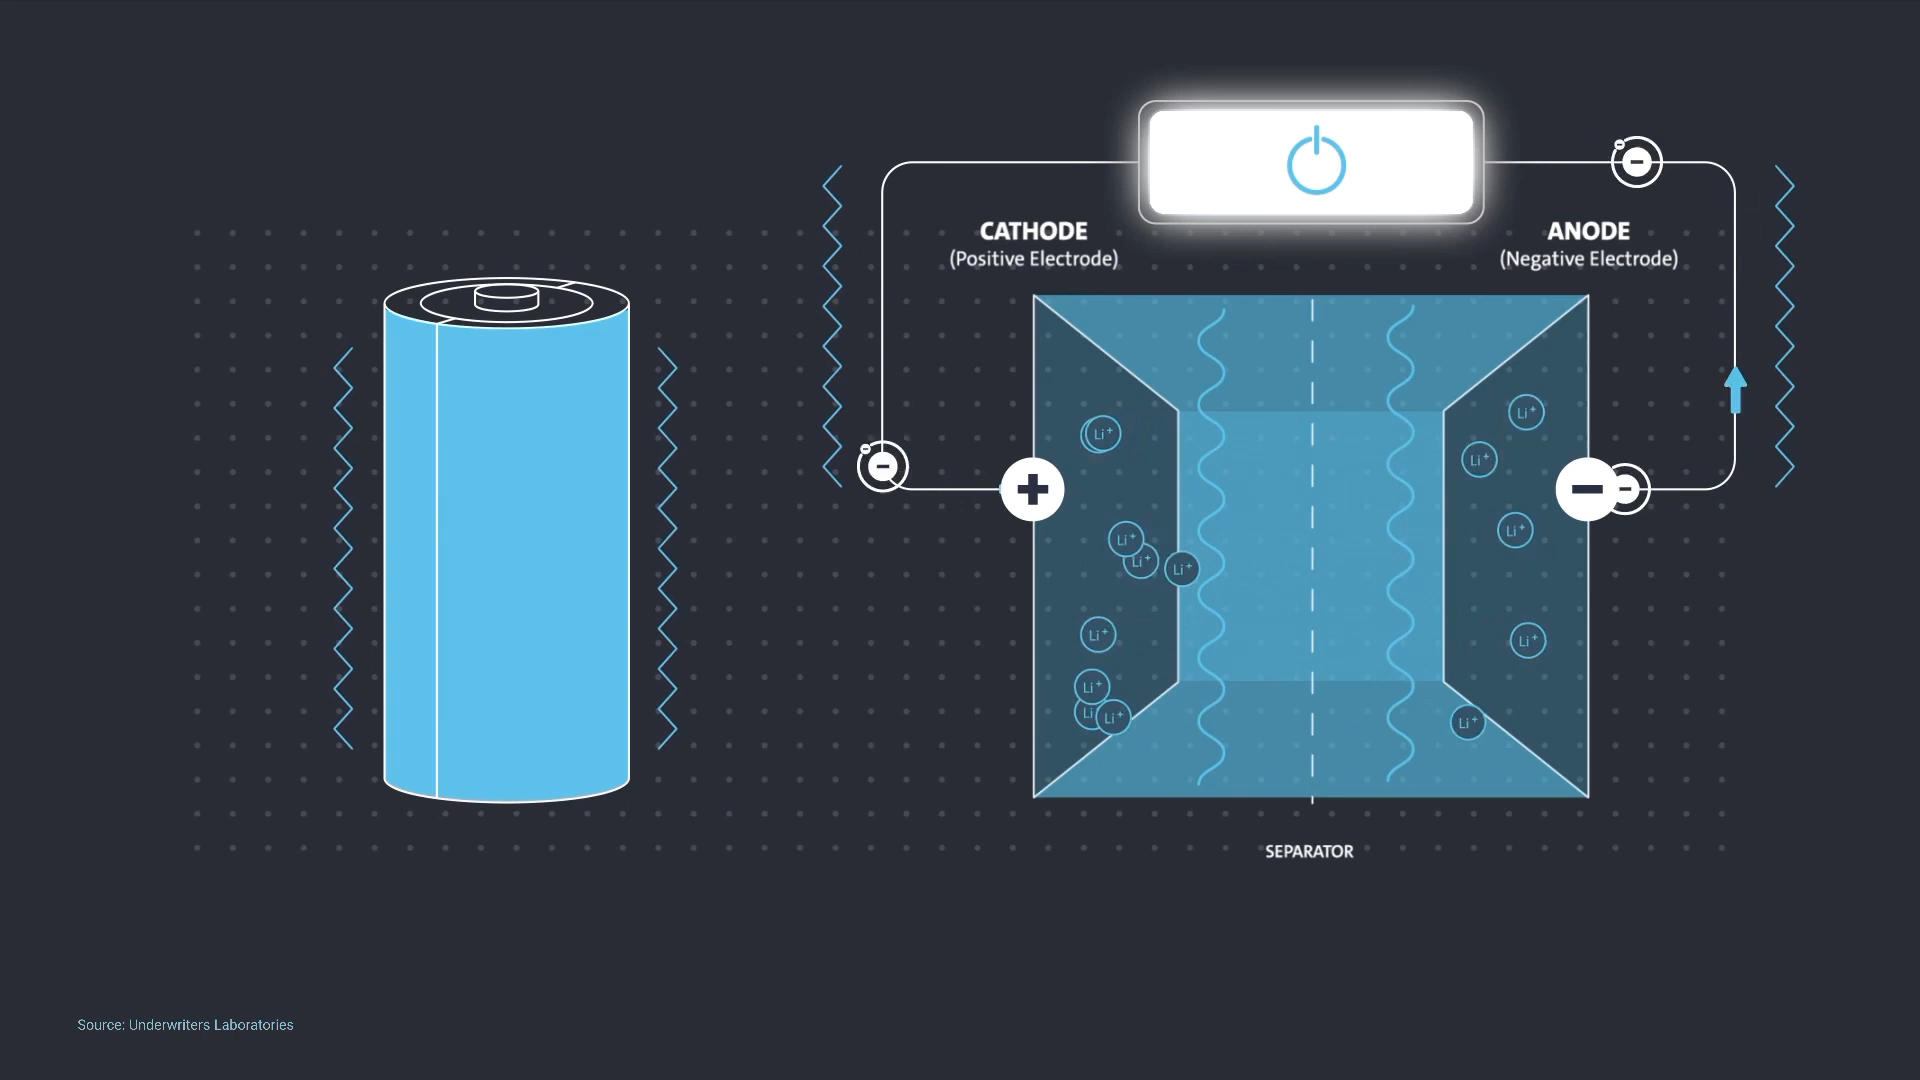 CATHODE
(Positive Electrode)
ANODE
(Negative Electrode)
Li+
Li+
Li+
Li+
Li+
Li+
Li+
Li
Li+
Li+
Li+
Li+
Li+
Li+
SEPARATOR
Source: Underwriters Laboratories